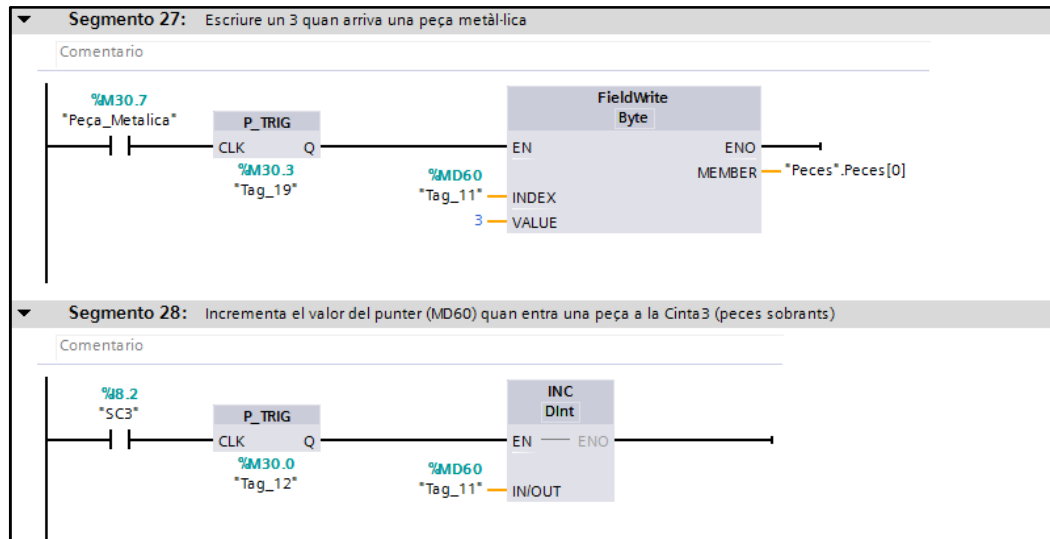 Segmento 27: Escriure un 3 quan arriva una peça metàl·lica
Comentario
%M30.7
"Peça_Metalica"
P_TRIG
CLK Q
%M30.3
"Tag_19"
FieldWrite
Byte
EN ENO
%MD60
"Tag_11" INDEX
MEMBER "Peces".Peces[0]
3 VALUE
Segmento 28: Incrementa el valor del punter (MD60) quan entra una peça a la Cinta3 (peces sobrants)
Comentario
%I8.2
"SC3"
P_TRIG
CLK Q
%M30.0
"Tag_12"
INC
DInt
EN ENO
%MD60
"Tag_11" IN/OUT